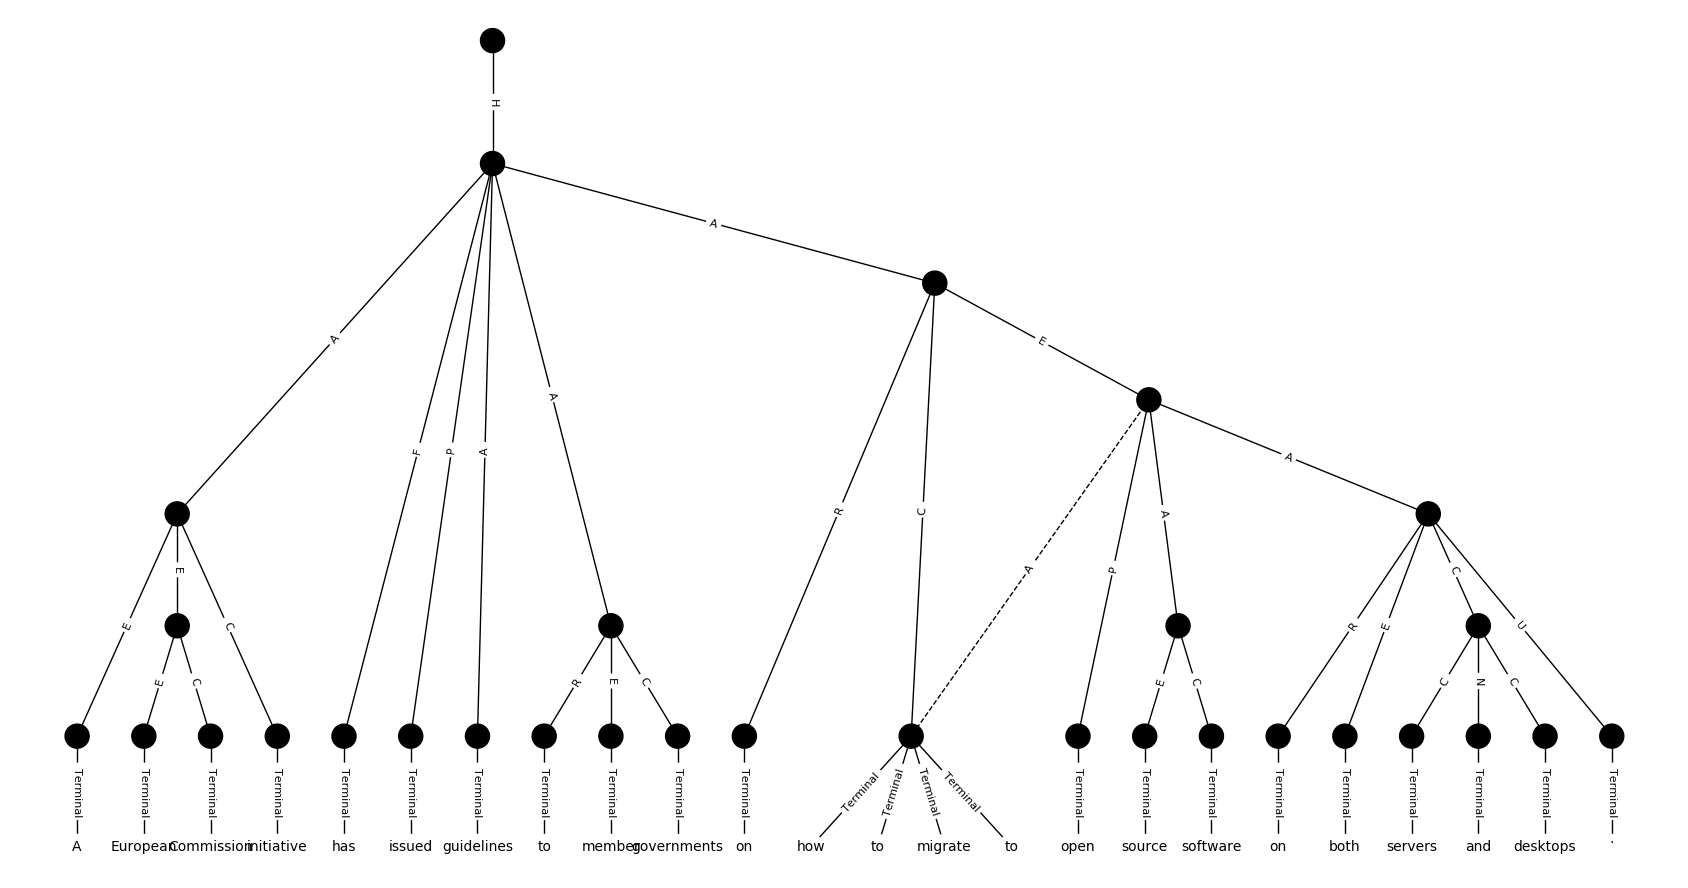 H
A
A
E
A
F
P
A
A
R
C
A
P
A
E
E
C
R
E
C
U
E
C
R
E
C
E
C
C
N
C
Terminal Terminal Terminal Terminal Terminal Terminal Terminal Terminal Terminal Terminal Terminal Terminal Terminal Terminal Terminal Terminal Terminal Terminal Terminal Terminal Terminal Terminal Terminal Terminal
A European Commission initiative has issued guidelines to member governments on how to migrate to open source software on both servers and desktops .